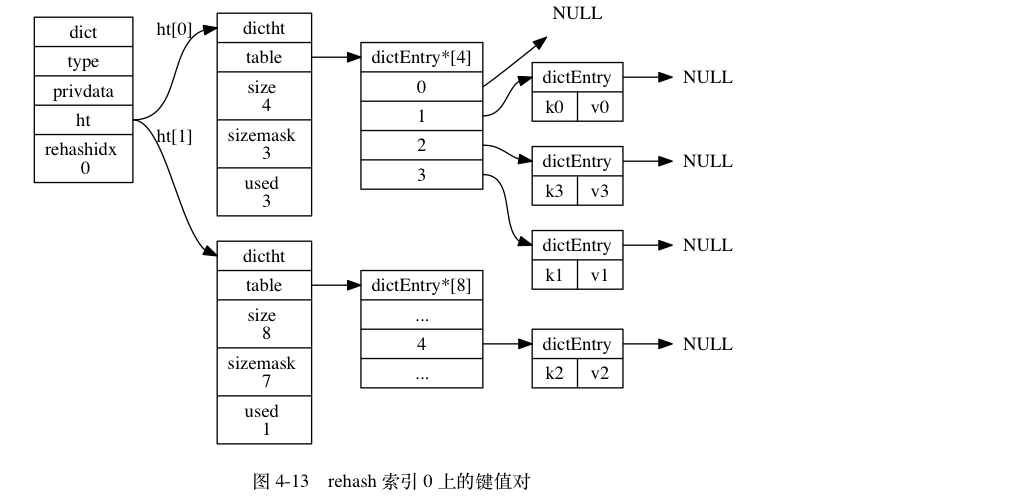 dict
type
privdata
ht
rehashidx
0
ht[0]
ht[1]
dictht
table
size
4
sizemask
3
used
3
dictEntry*[4]
0
1
2
3
NULL
dictEntry
k0 v0
NULL
dictEntry
k3 v3
NULL
dictEntry
k1 v1
NULL
dictht
table
size
8
sizemask
7
used
1
dictEntry*[8]
...
4
...
dictEntry
k2 v2
NULL
图 4-13 rehash 索引 0 上的键值对